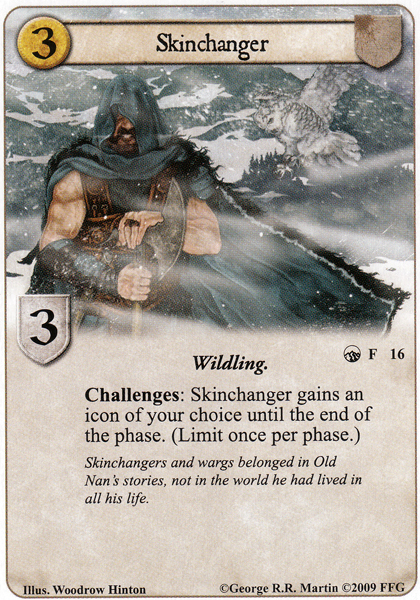 3
Skinchanger
3
Wildling.
F 16
Challenges: Skinchanger gains an
icon of your choice until the end of
the phase. (Limit once per phase.)
Skinchangers and wargs belonged in Old
Nan's stories, not in the world he had lived in
all his life.
Illus. Woodrow Hinton
©George R.R. Martin ©2009 FFG